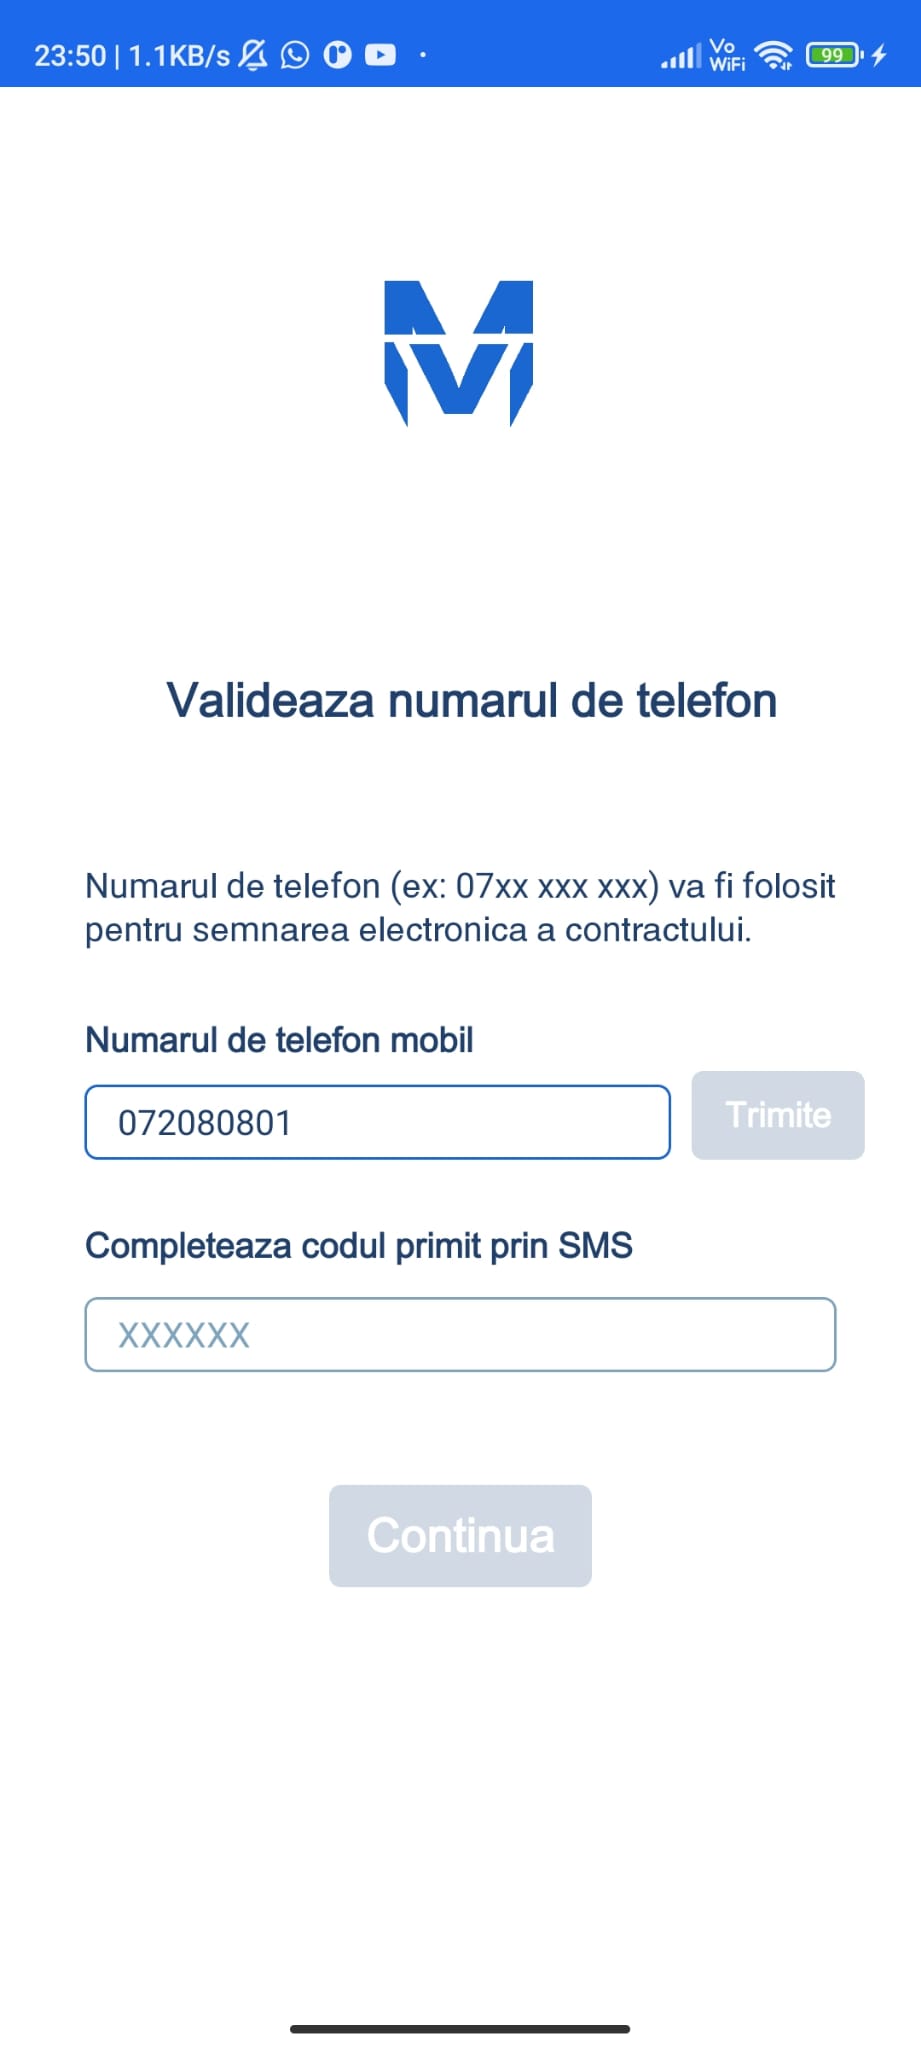 23:50 | 1.1KB/s
Vo
WiFi
99
Valideaza numarul de telefon
Numarul de telefon (ex: 07xx xxx xxx) va fi folosit
pentru semnarea electronica a contractului.
Numarul de telefon mobil
072080801
Trimite
Completeaza codul primit prin SMS
XXXXXX
Continua